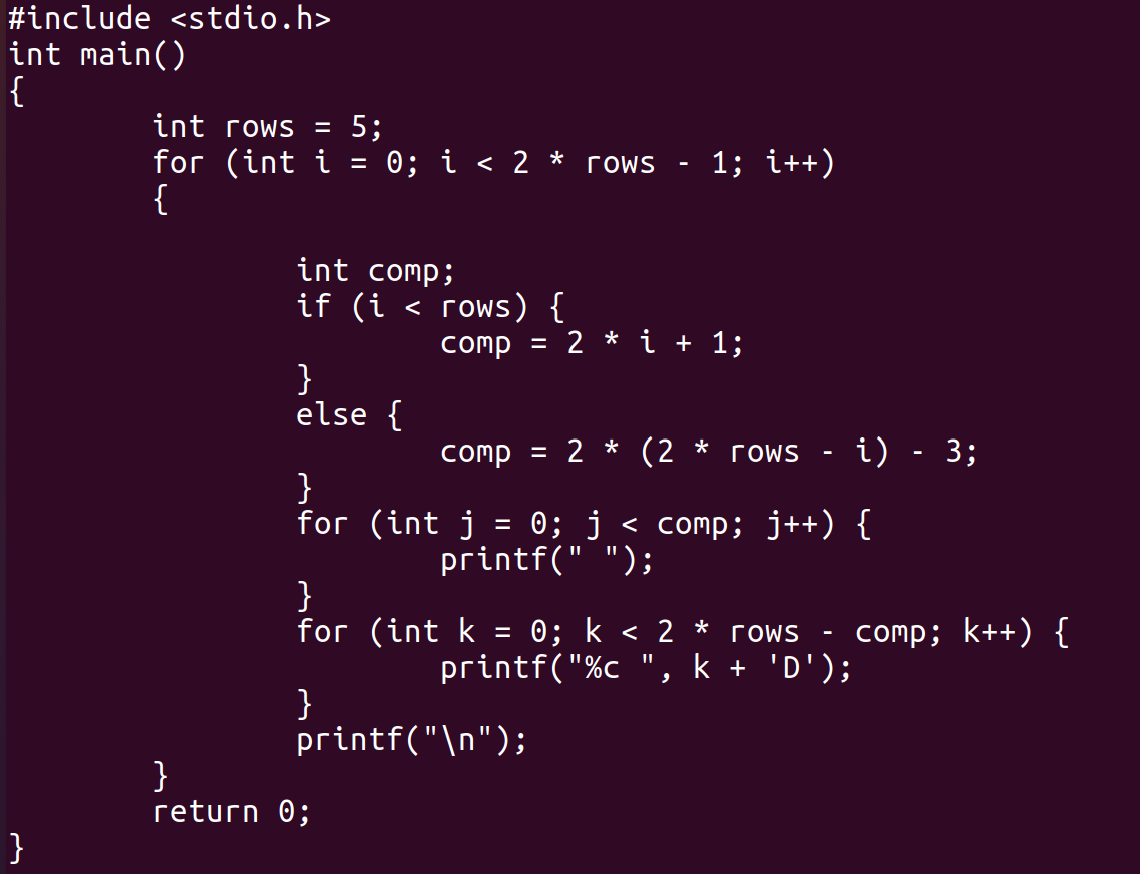 #include <stdio.h>
int main()
{
        int rows = 5;
        for (int i = 0; i < 2 * rows - 1; i++)
        {

                int comp;
                if (i < rows) {
                        comp = 2 * i + 1;
                }
                else {
                        comp = 2 * (2 * rows - i) - 3;
                }
                for (int j = 0; j < comp; j++) {
                        printf(" ");
                }
                for (int k = 0; k < 2 * rows - comp; k++) {
                        printf("%c ", k + 'D');
                }
                printf("\n");
        }
        return 0;
}